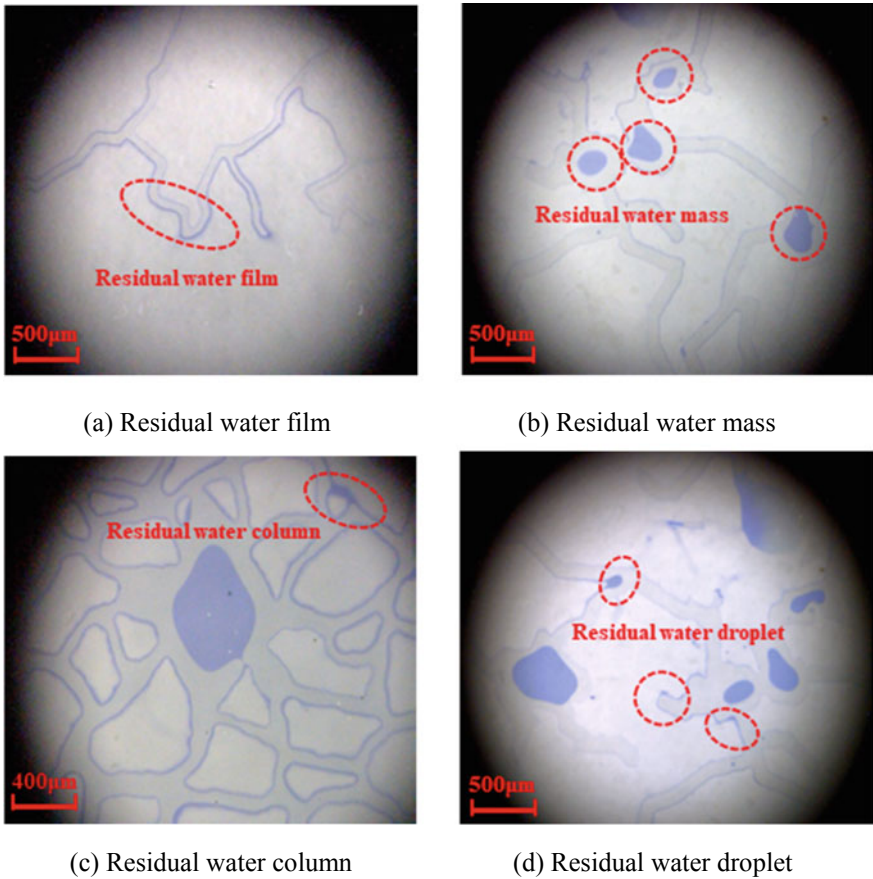 Residual water film
500μm
Residual water mass
500μm
(a) Residual water film
(b) Residual water mass
Residual water column
400μm
Residual water droplet
500μm
(c) Residual water column
(d) Residual water droplet